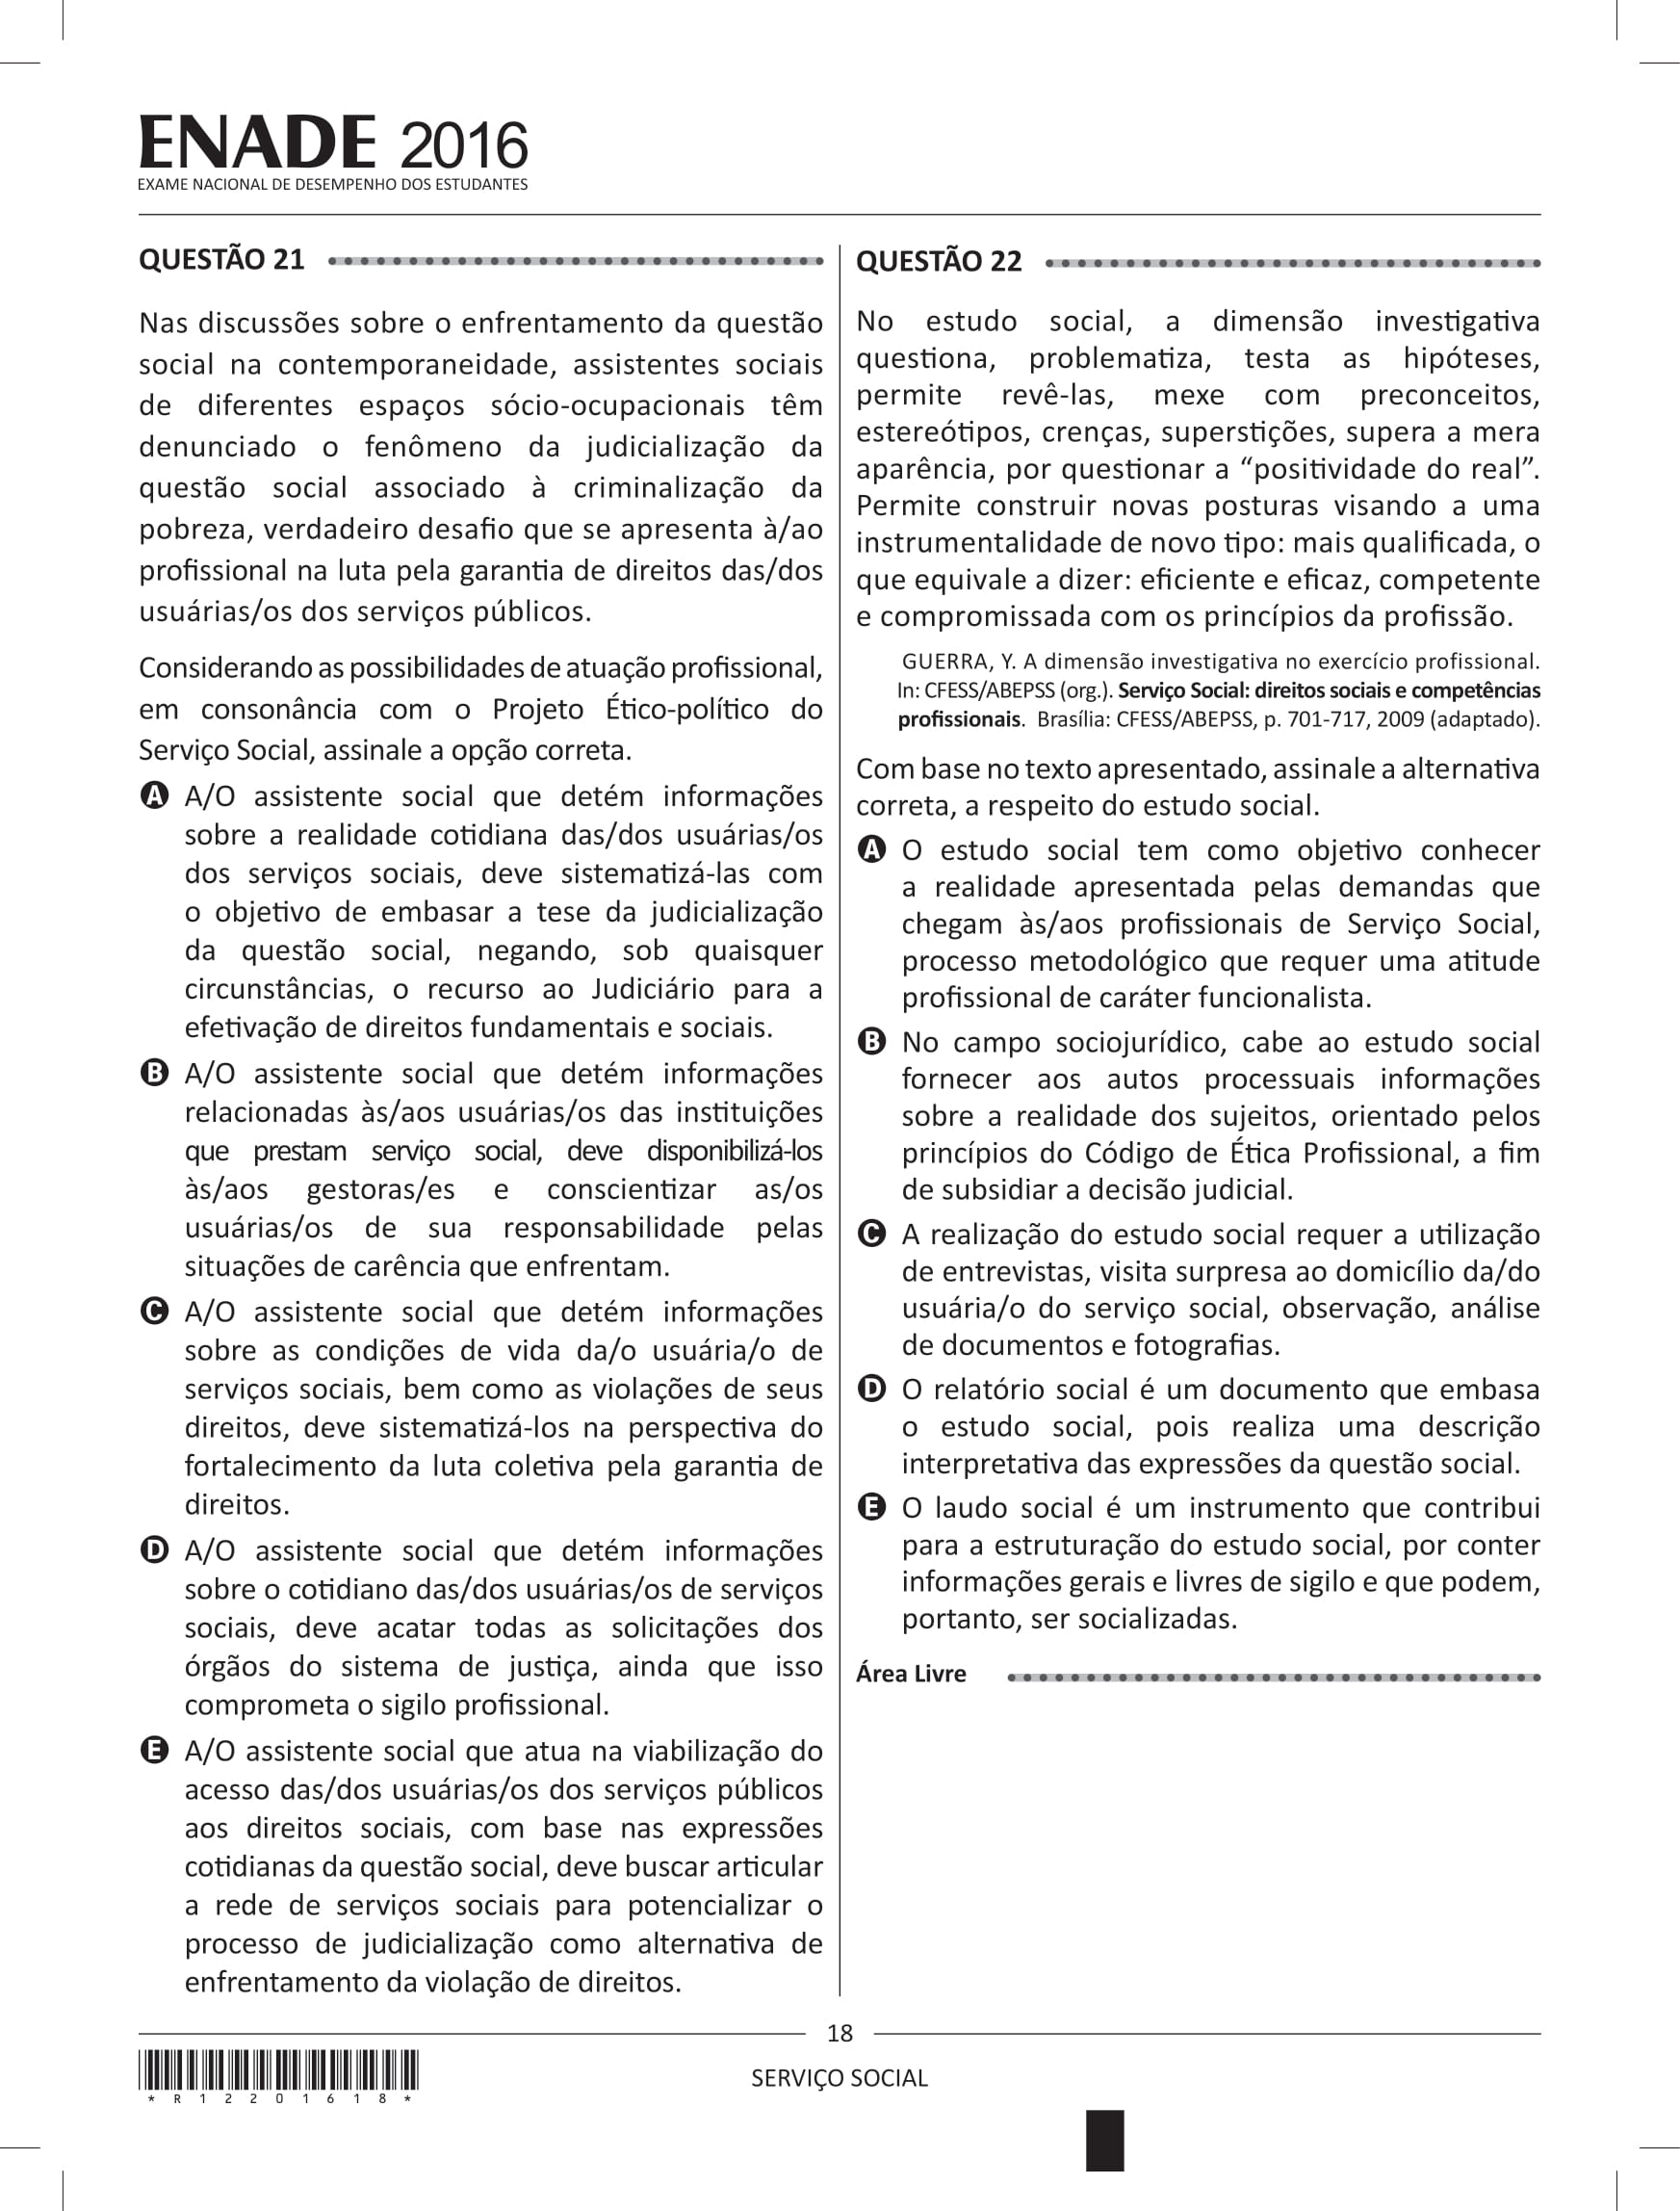 ENADE 2016
EXAME NACIONAL DE DESEMPENHO DOS ESTUDANTES
QUESTÃO 21
Nas discussões sobre o enfrentamento da questão
social na contemporaneidade, assistentes sociais
de diferentes espaços sócio-ocupacionais têm
denunciado o fenômeno da judicialização da
questão social associado à criminalização da
pobreza, verdadeiro desafio que se apresenta à/ao
profissional na luta pela garantia de direitos das/dos
usuárias/os dos serviços públicos.
Considerando as possibilidades de atuação profissional,
em consonância com o Projeto Ético-político do
Serviço Social, assinale a opção correta.
A A/O assistente social que detém informações
sobre a realidade cotidiana das/dos usuárias/os
dos serviços sociais, deve sistematizá-las com
o objetivo de embasar a tese da judicialização
da questão social, negando, sob quaisquer
circunstâncias, o recurso ao Judiciário para a
efetivação de direitos fundamentais e sociais.
B A/O assistente social que detém informações
relacionadas às/aos usuárias/os das instituições
que prestam serviço social, deve disponibilizá-los
às/aos gestoras/es e conscientizar as/os
usuárias/os de sua responsabilidade pelas
situações de carência que enfrentam.
C A/O assistente social que detém informações
sobre as condições de vida da/o usuária/o de
serviços sociais, bem como as violações de seus
direitos, deve sistematizá-los na perspectiva do
fortalecimento da luta coletiva pela garantia de
direitos.
D A/O assistente social que detém informações
sobre o cotidiano das/dos usuárias/os de serviços
sociais, deve acatar todas as solicitações dos
órgãos do sistema de justiça, ainda que isso
comprometa o sigilo profissional.
E A/O assistente social que atua na viabilização do
acesso das/dos usuárias/os dos serviços públicos
aos direitos sociais, com base nas expressões
cotidianas da questão social, deve buscar articular
a rede de serviços sociais para potencializar o
processo de judicialização como alternativa de
enfrentamento da violação de direitos.
QUESTÃO 22
No estudo social, a dimensão investigativa
questiona, problematiza, testa as hipóteses,
permite revê-las, mexe com preconceitos,
estereótipos, crenças, superstições, supera a mera
aparência, por questionar a “positividade do real”.
Permite construir novas posturas visando a uma
instrumentalidade de novo tipo: mais qualificada, o
que equivale a dizer: eficiente e eficaz, competente
e compromissada com os princípios da profissão.
GUERRA, Y. A dimensão investigativa no exercício profissional.
In: CFESS/ABEPSS (org.). Serviço Social: direitos sociais e competências
profissionais. Brasília: CFESS/ABEPSS, p. 701-717, 2009 (adaptado).
Com base no texto apresentado, assinale a alternativa
correta, a respeito do estudo social.
A O estudo social tem como objetivo conhecer
a realidade apresentada pelas demandas que
chegam às/aos profissionais de Serviço Social,
processo metodológico que requer uma atitude
profissional de caráter funcionalista.
B No campo sociojurídico, cabe ao estudo social
fornecer aos autos processuais informações
sobre a realidade dos sujeitos, orientado pelos
princípios do Código de Ética Profissional, a fim
de subsidiar a decisão judicial.
C A realização do estudo social requer a utilização
de entrevistas, visita surpresa ao domicílio da/do
usuária/o do serviço social, observação, análise
de documentos e fotografias.
D O relatório social é um documento que embasa
o estudo social, pois realiza uma descrição
interpretativa das expressões da questão social.
E O laudo social é um instrumento que contribui
para a estruturação do estudo social, por conter
informações gerais e livres de sigilo e que podem,
portanto, ser socializadas.
Área Livre
18
SERVIÇO SOCIAL
* R 1 2 2 0 1 6 1 8 *